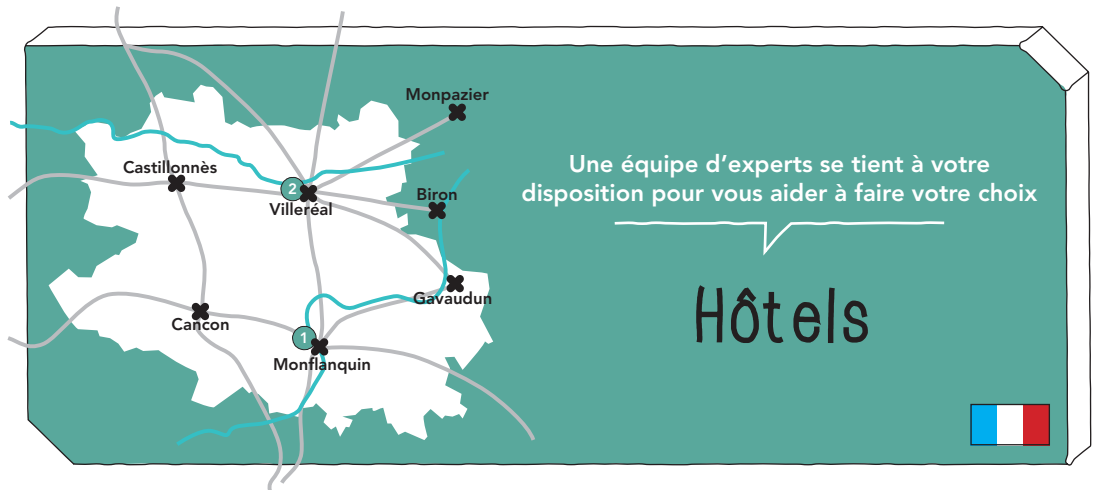 Monpazier
Castillonnès
2
Villeréal
Biron
Gavaudun
Cancon
1
Monflanquin
Une équipe d’experts se tient à votre
disposition pour vous aider à faire votre choix
Hôtels